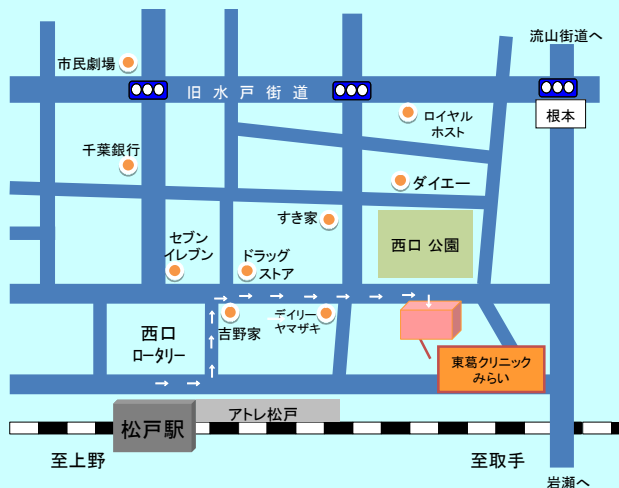 流山街道へ
市民劇場
旧水戸街道
根本
ロイヤル
ホスト
千葉銀行
ダイエー
すき家
西口 公園
セブン
イレブン
ドラッグ
ストア
吉野家
デイリー
ヤマザキ
西口
ロータリー
東葛クリニック
みらい
アトレ松戸
松戸駅
至上野
至取手
岩瀬へ